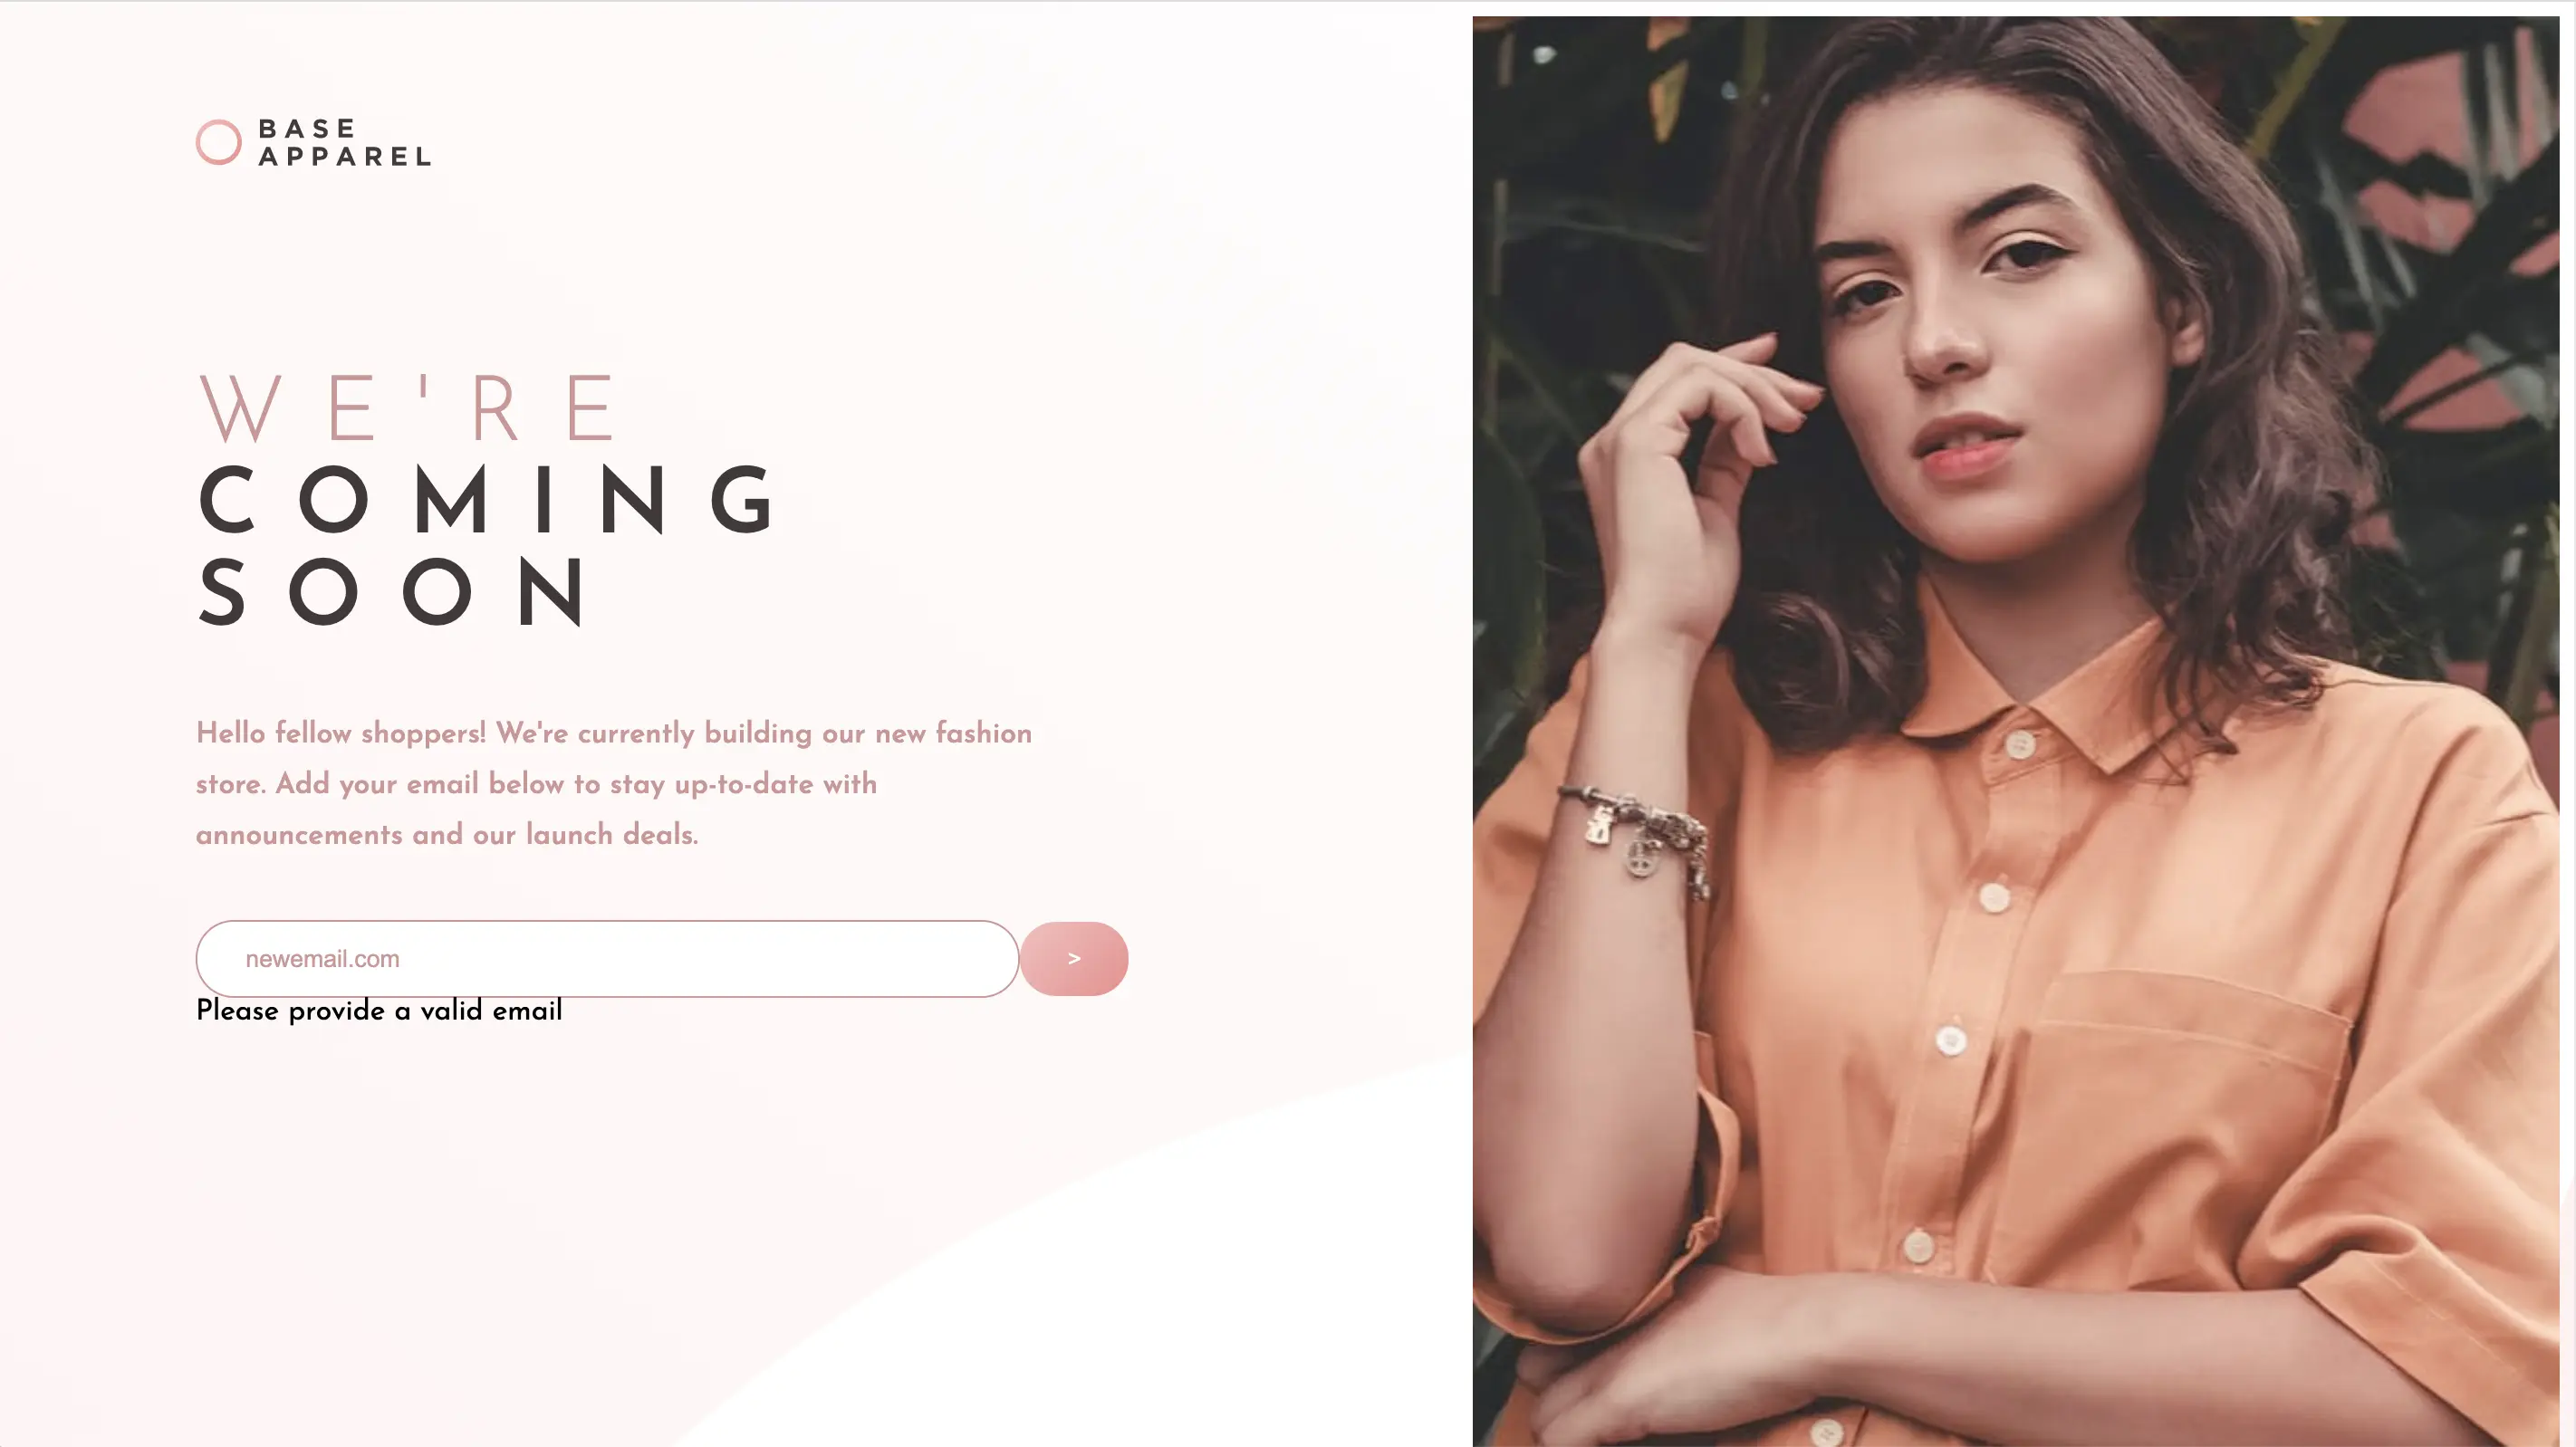 BASE
APPAREL
WE'RE
COMING
SOON
Hello fellow shoppers! We're currently building our new fashion
store. Add your email below to stay up-to-date with
announcements and our launch deals.
newemail.com
>
Please provide a valid email